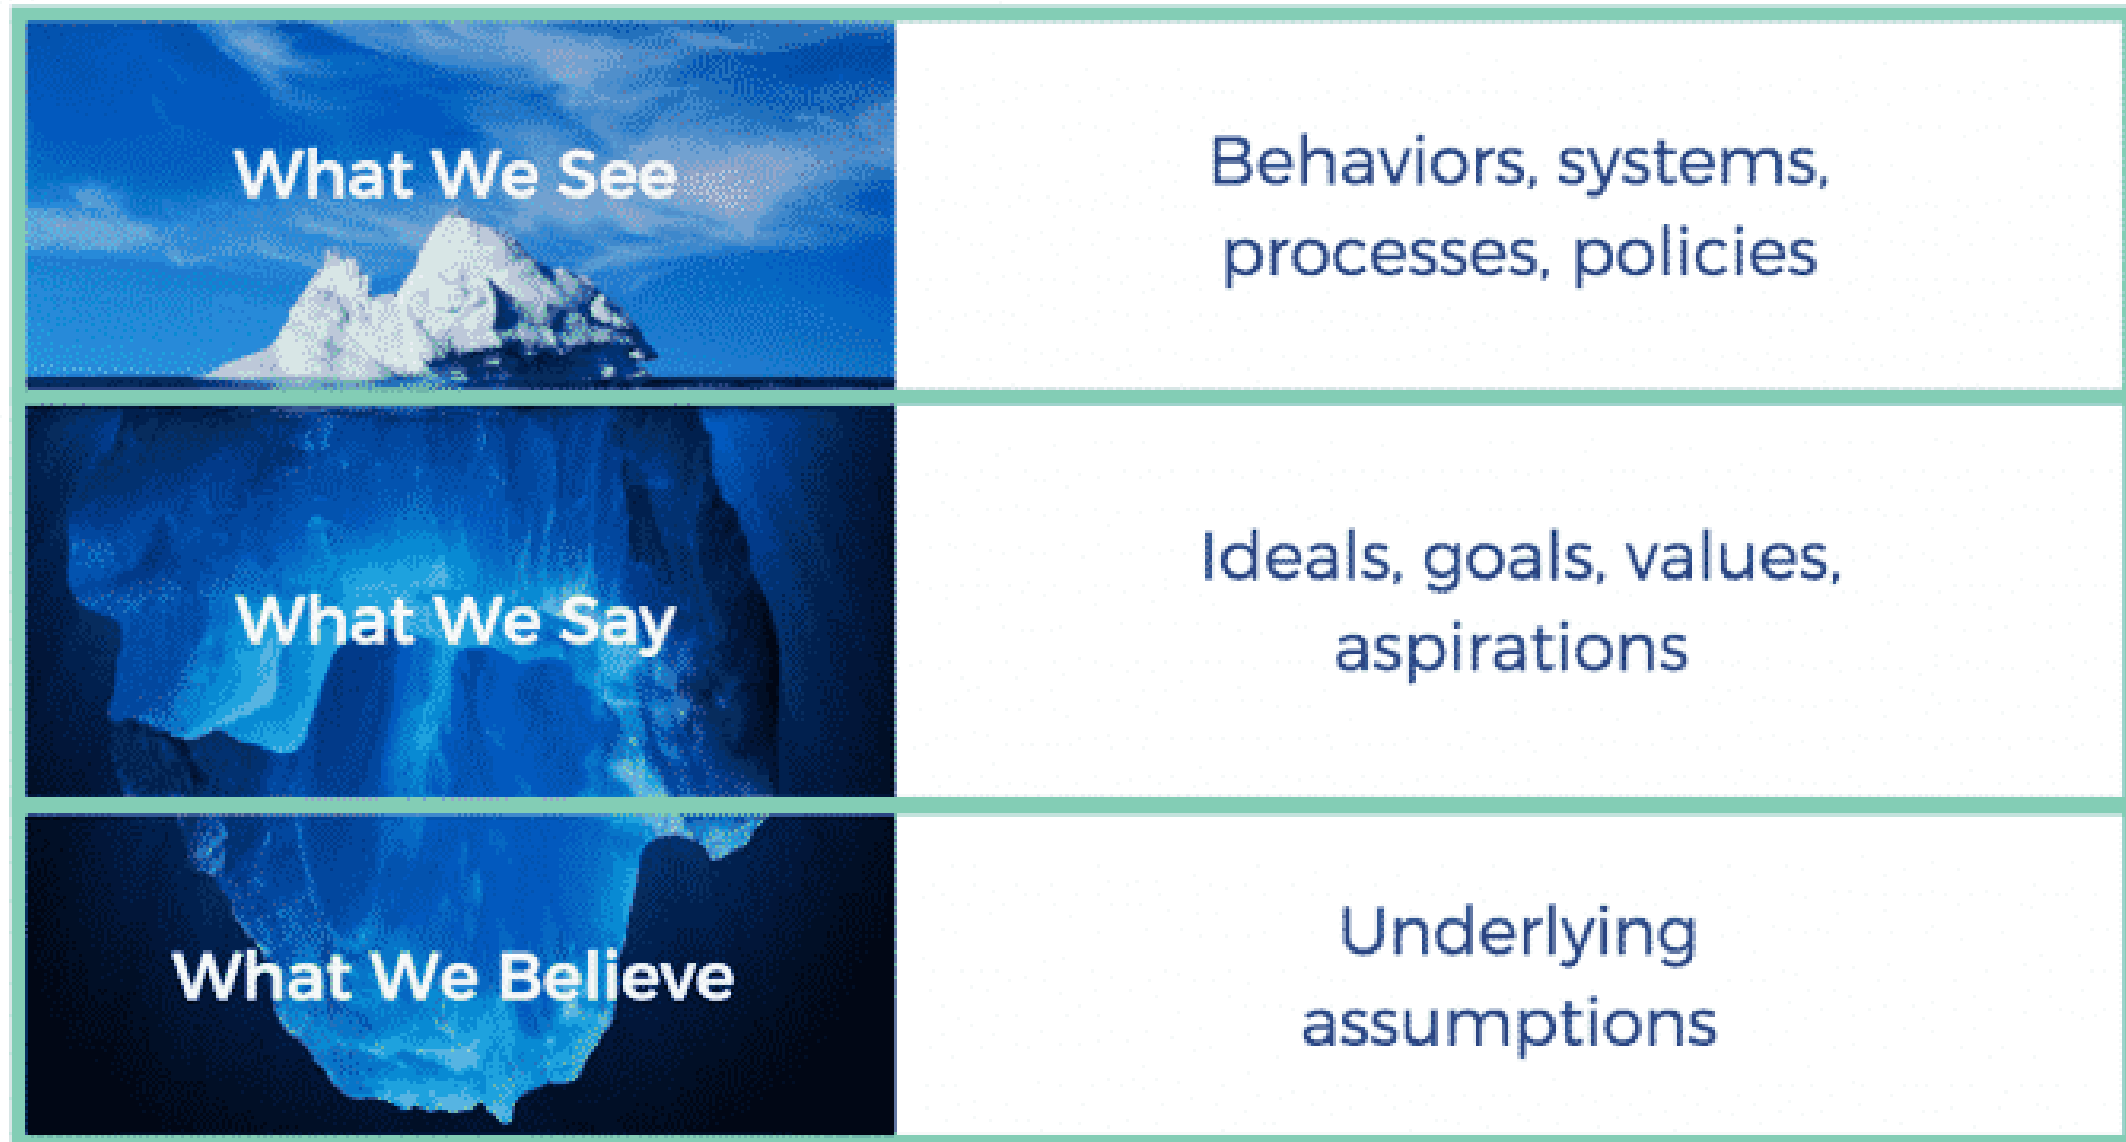 What We See
Behaviors, systems,
processes, policies
What We Say
Ideals, goals, values,
aspirations
What We Believe
Underlying
assumptions